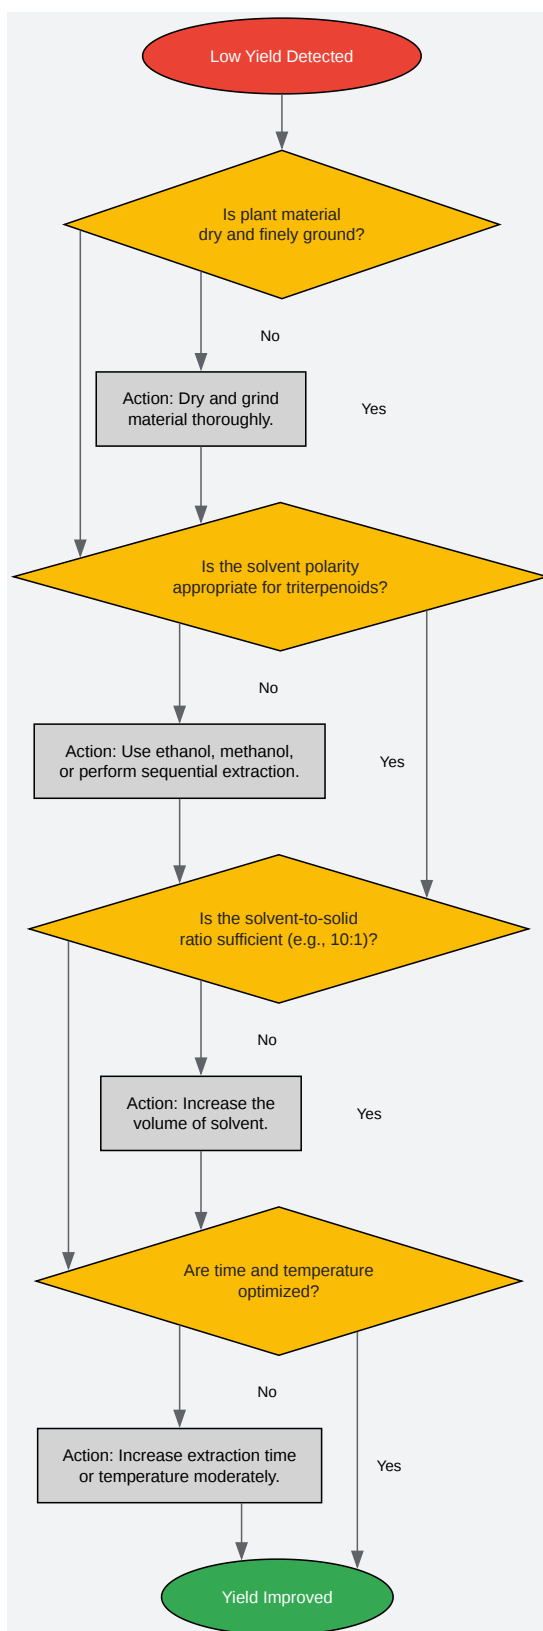 Low Yield Detected
Is plant material
dry and finely ground?
No
Action: Dry and grind
material thoroughly.
Yes
Is the solvent polarity
appropriate for triterpenoids?
No
Action: Use ethanol, methanol,
or perform sequential extraction.
Yes
Is the solvent-to-solid
ratio sufficient (e.g., 10:1)?
No
Action: Increase the
volume of solvent.
Yes
Are time and temperature
optimized?
No
Action: Increase extraction time
or temperature moderately.
Yes
Yield Improved